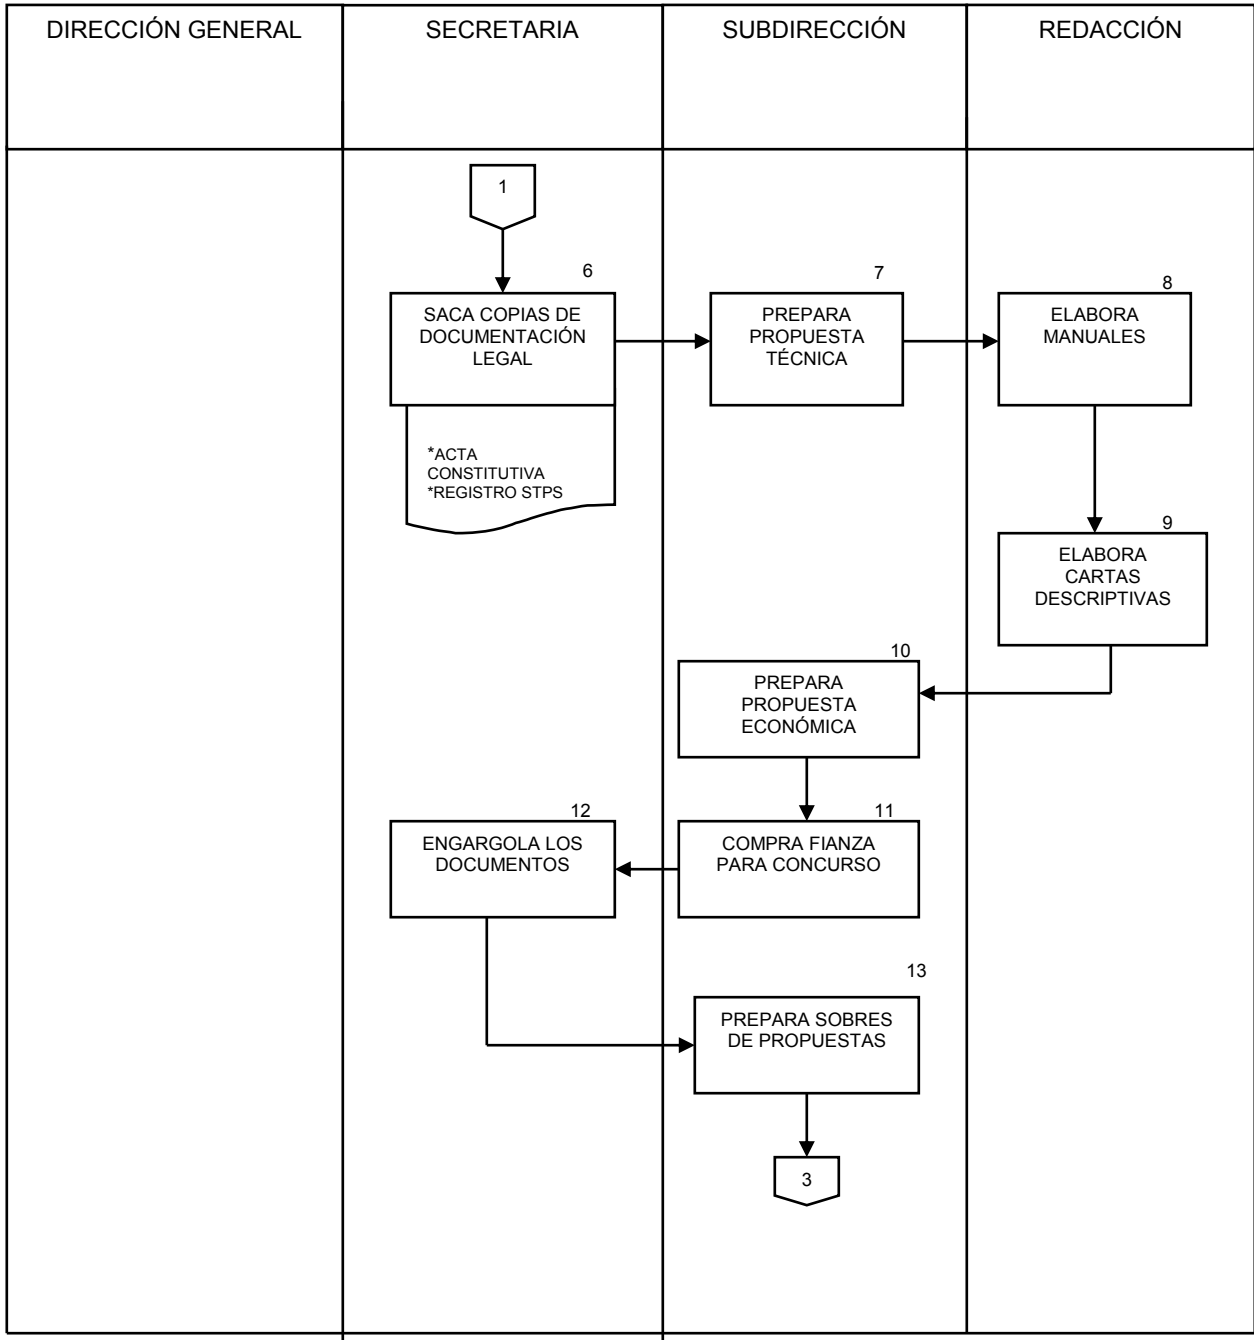 DIRECCIÓN GENERAL
SECRETARIA
SUBDIRECCIÓN
REDACCIÓN
1
6
SACA COPIAS DE
DOCUMENTACIÓN
LEGAL
*ACTA
CONSTITUTIVA
*REGISTRO STPS
7
PREPARA
PROPUESTA
TÉCNICA
8
ELABORA
MANUALES
9
ELABORA
CARTAS
DESCRIPTIVAS
10
PREPARA
PROPUESTA
ECONÓMICA
11
COMPRA FIANZA
PARA CONCURSO
12
ENGARGOLA LOS
DOCUMENTOS
13
PREPARA SOBRES
DE PROPUESTAS
3